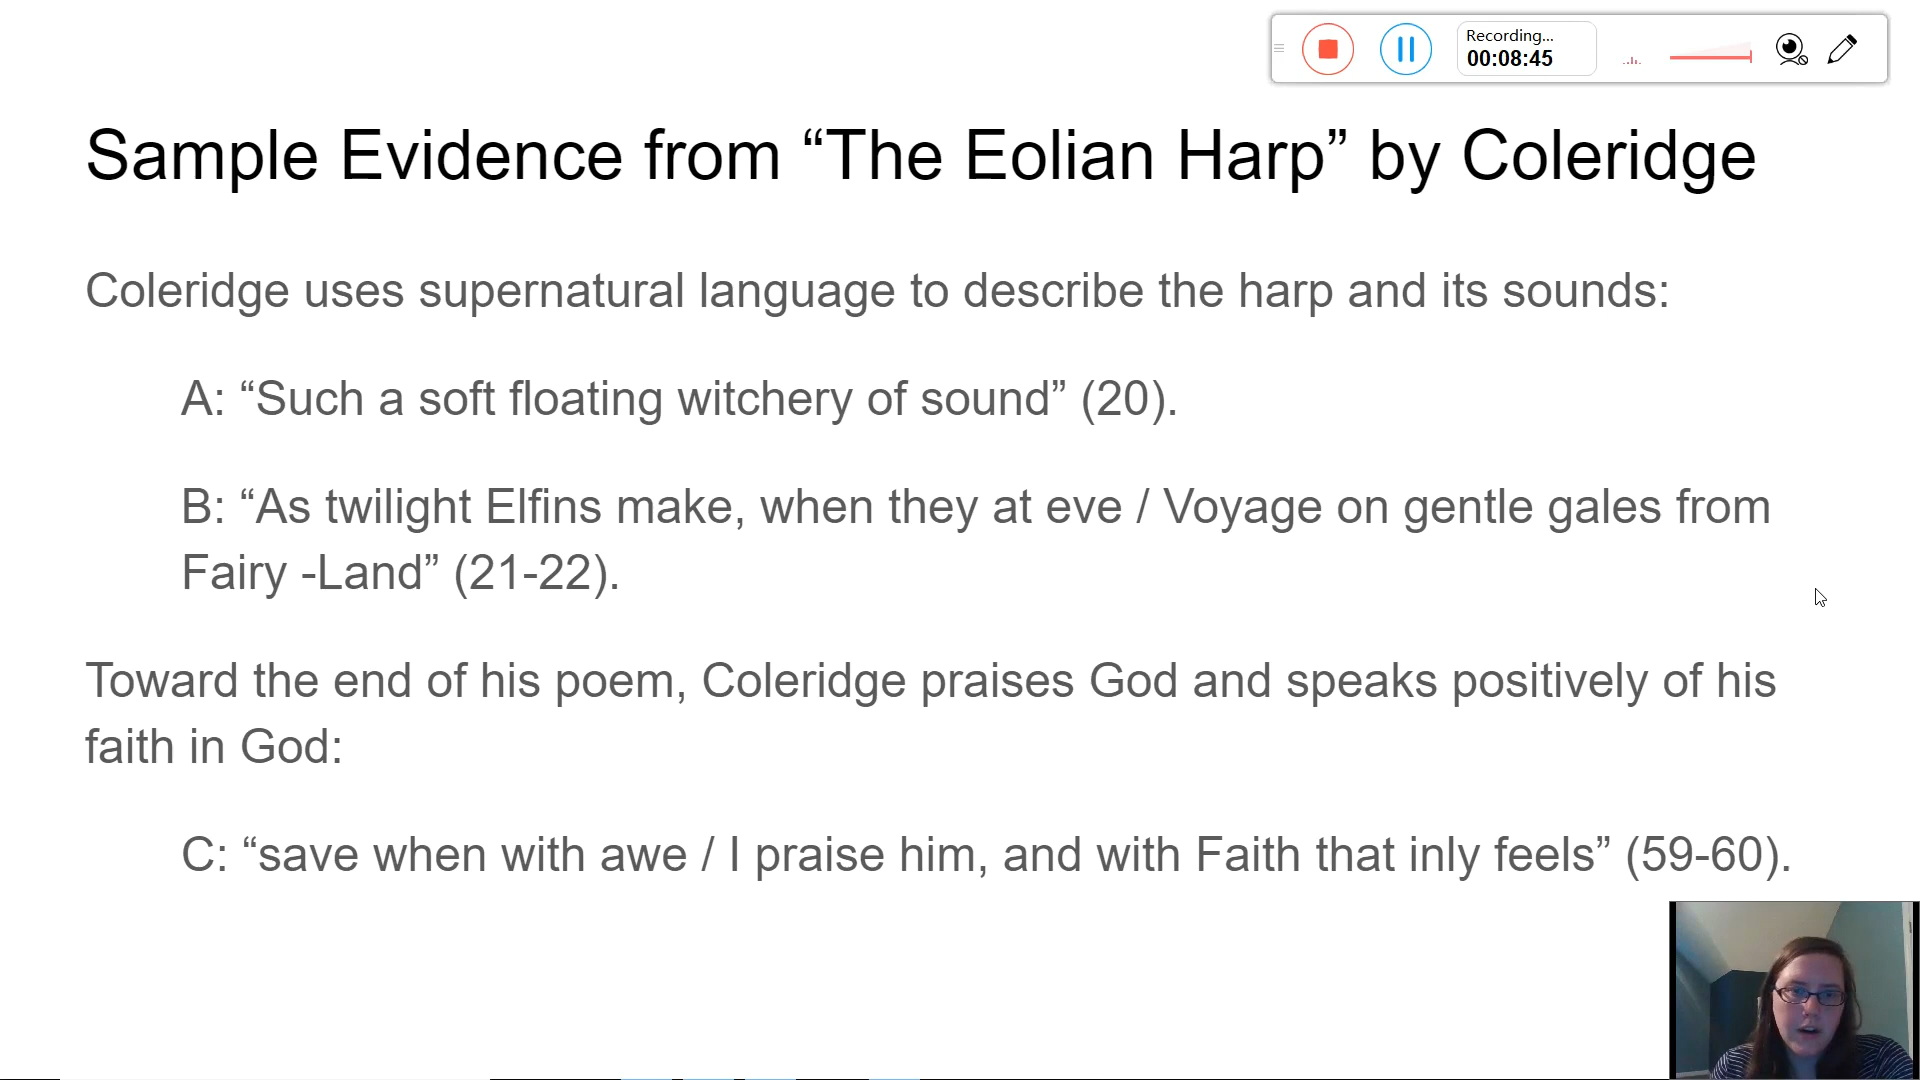 Recording...
00:08:45
Sample Evidence from “The Eolian Harp” by Coleridge
Coleridge uses supernatural language to describe the harp and its sounds:
A: “Such a soft floating witchery of sound” (20).
B: “As twilight Elfins make, when they at eve / Voyage on gentle gales from
Fairy -Land” (21-22).
Toward the end of his poem, Coleridge praises God and speaks positively of his
faith in God:
C: “save when with awe / I praise him, and with Faith that inly feels” (59-60).